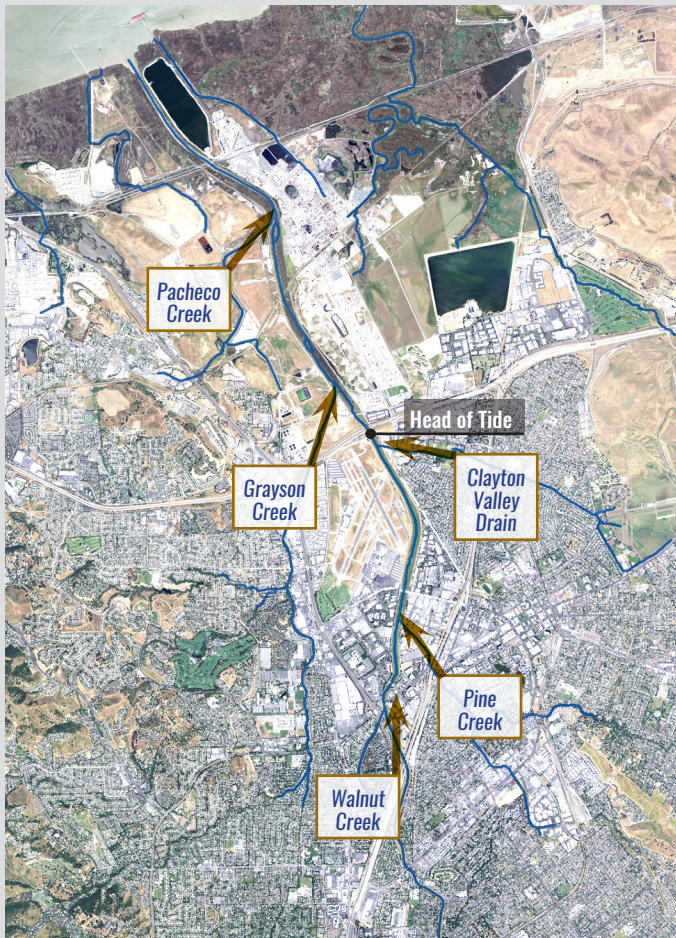 Pacheco
Creek
Head of Tide
Grayson
Creek
Clayton
Valley
Drain
Pine
Creek
Walnut
Creek